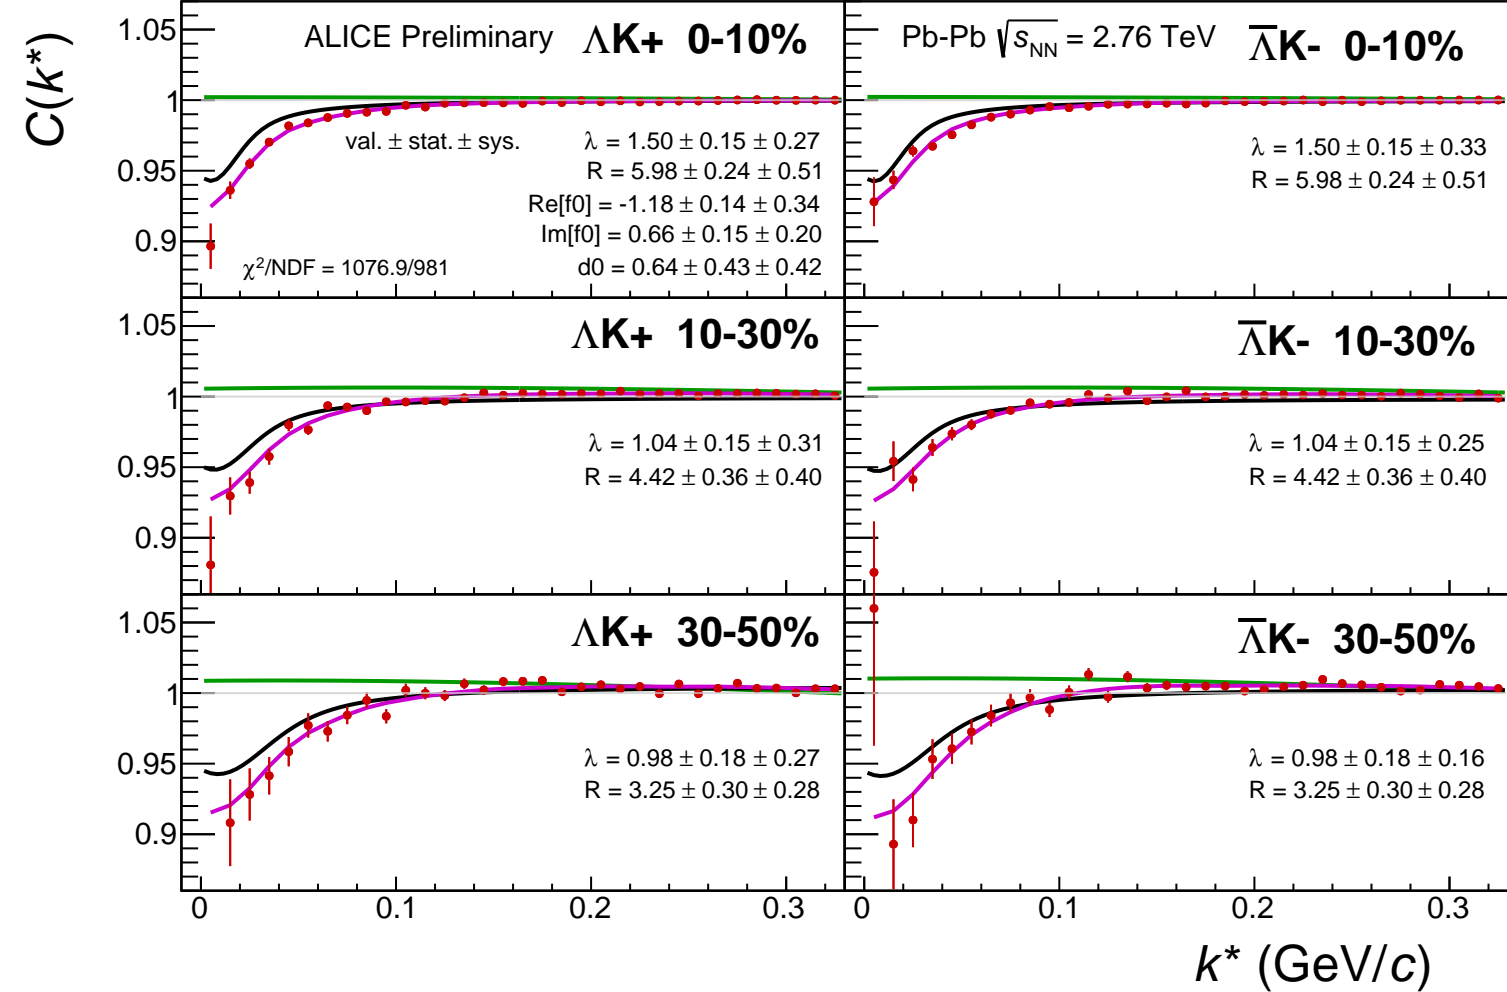 C(k*)
ALICE Preliminary ΛK+ 0-10%
val. ± stat. ± sys.
λ = 1.50 ± 0.15 ± 0.27
R = 5.98 ± 0.24 ± 0.51
Re[f0] = -1.18 ± 0.14 ± 0.34
Im[f0] = 0.66 ± 0.15 ± 0.20
χ²/NDF = 1076.9/981
d0 = 0.64 ± 0.43 ± 0.42
1.05
1
0.95
0.9
Pb-Pb √sNN = 2.76 TeV Λ̅K- 0-10%
λ = 1.50 ± 0.15 ± 0.33
R = 5.98 ± 0.24 ± 0.51
ΛK+ 10-30%
λ = 1.04 ± 0.15 ± 0.31
R = 4.42 ± 0.36 ± 0.40
1.05
1
0.95
0.9
Λ̅K- 10-30%
λ = 1.04 ± 0.15 ± 0.25
R = 4.42 ± 0.36 ± 0.40
ΛK+ 30-50%
λ = 0.98 ± 0.18 ± 0.27
R = 3.25 ± 0.30 ± 0.28
1.05
1
0.95
0.9
Λ̅K- 30-50%
λ = 0.98 ± 0.18 ± 0.16
R = 3.25 ± 0.30 ± 0.28
0 0.1 0.2 0.3
0 0.1 0.2 0.3
k* (GeV/c)